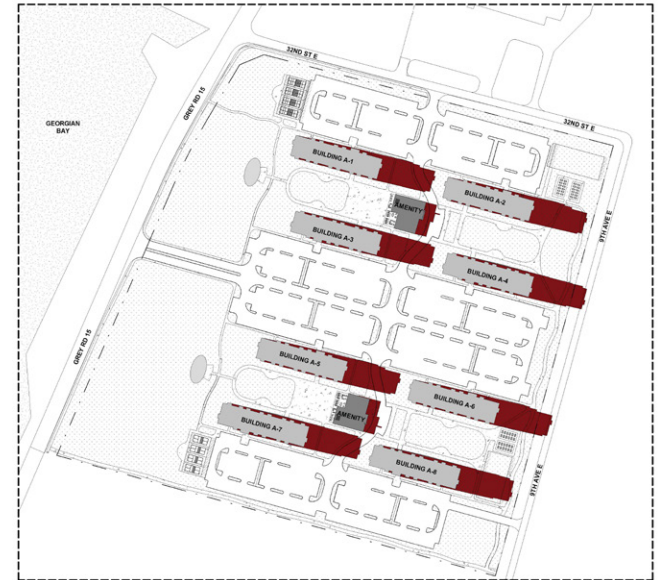 32ND ST E
GREY RD 15
GEORGIAN
BAY
32ND ST E
BUILDING A-1
BUILDING A-2
AMENITY
BUILDING A-3
9TH AVE E
BUILDING A-4
GREY RD 15
BUILDING A-5
BUILDING A-6
AMENITY
BUILDING A-7
BUILDING A-8
9TH AVE E